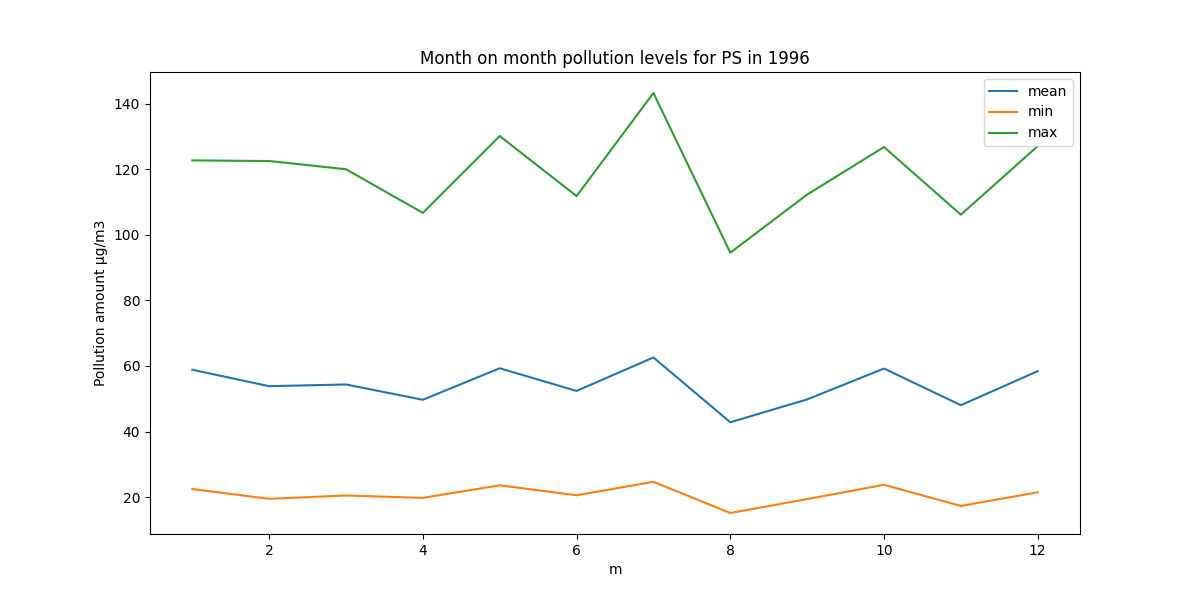 Month on month pollution levels for PS in 1996
mean
min
max
Pollution amount µg/m3
140
120
100
80
60
40
20
2 4 6 8 10 12
m